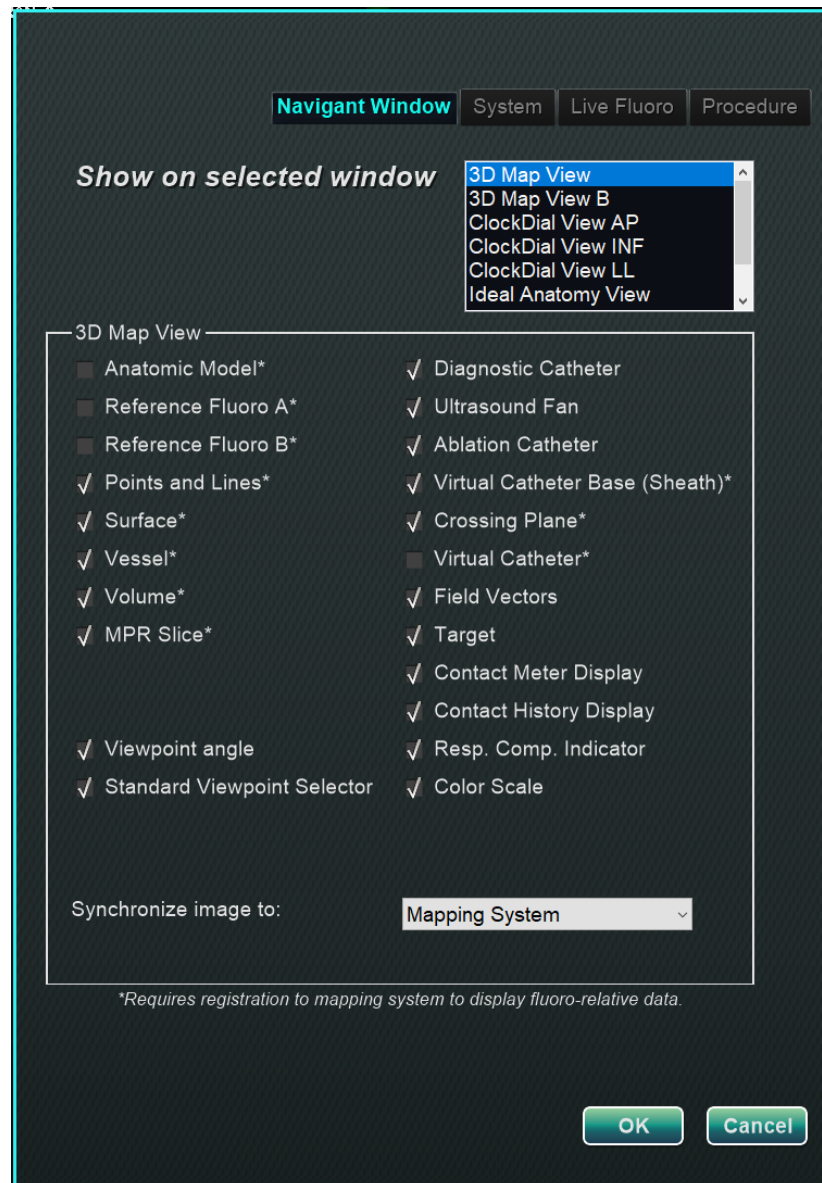 Navigant Window System Live Fluoro Procedure
Show on selected window
3D Map View
3D Map View B
ClockDial View AP
ClockDial View INF
ClockDial View LL
Ideal Anatomy View
3D Map View
Anatomic Model* Diagnostic Catheter
Reference Fluoro A* Ultrasound Fan
Reference Fluoro B* Ablation Catheter
Points and Lines* Virtual Catheter Base (Sheath)*
Surface* Crossing Plane*
Vessel* Virtual Catheter*
Volume* Field Vectors
MPR Slice* Target
Contact Meter Display
Contact History Display
Viewpoint angle Resp. Comp. Indicator
Standard Viewpoint Selector Color Scale
Synchronize image to: Mapping System
*Requires registration to mapping system to display fluoro-relative data.
OK Cancel